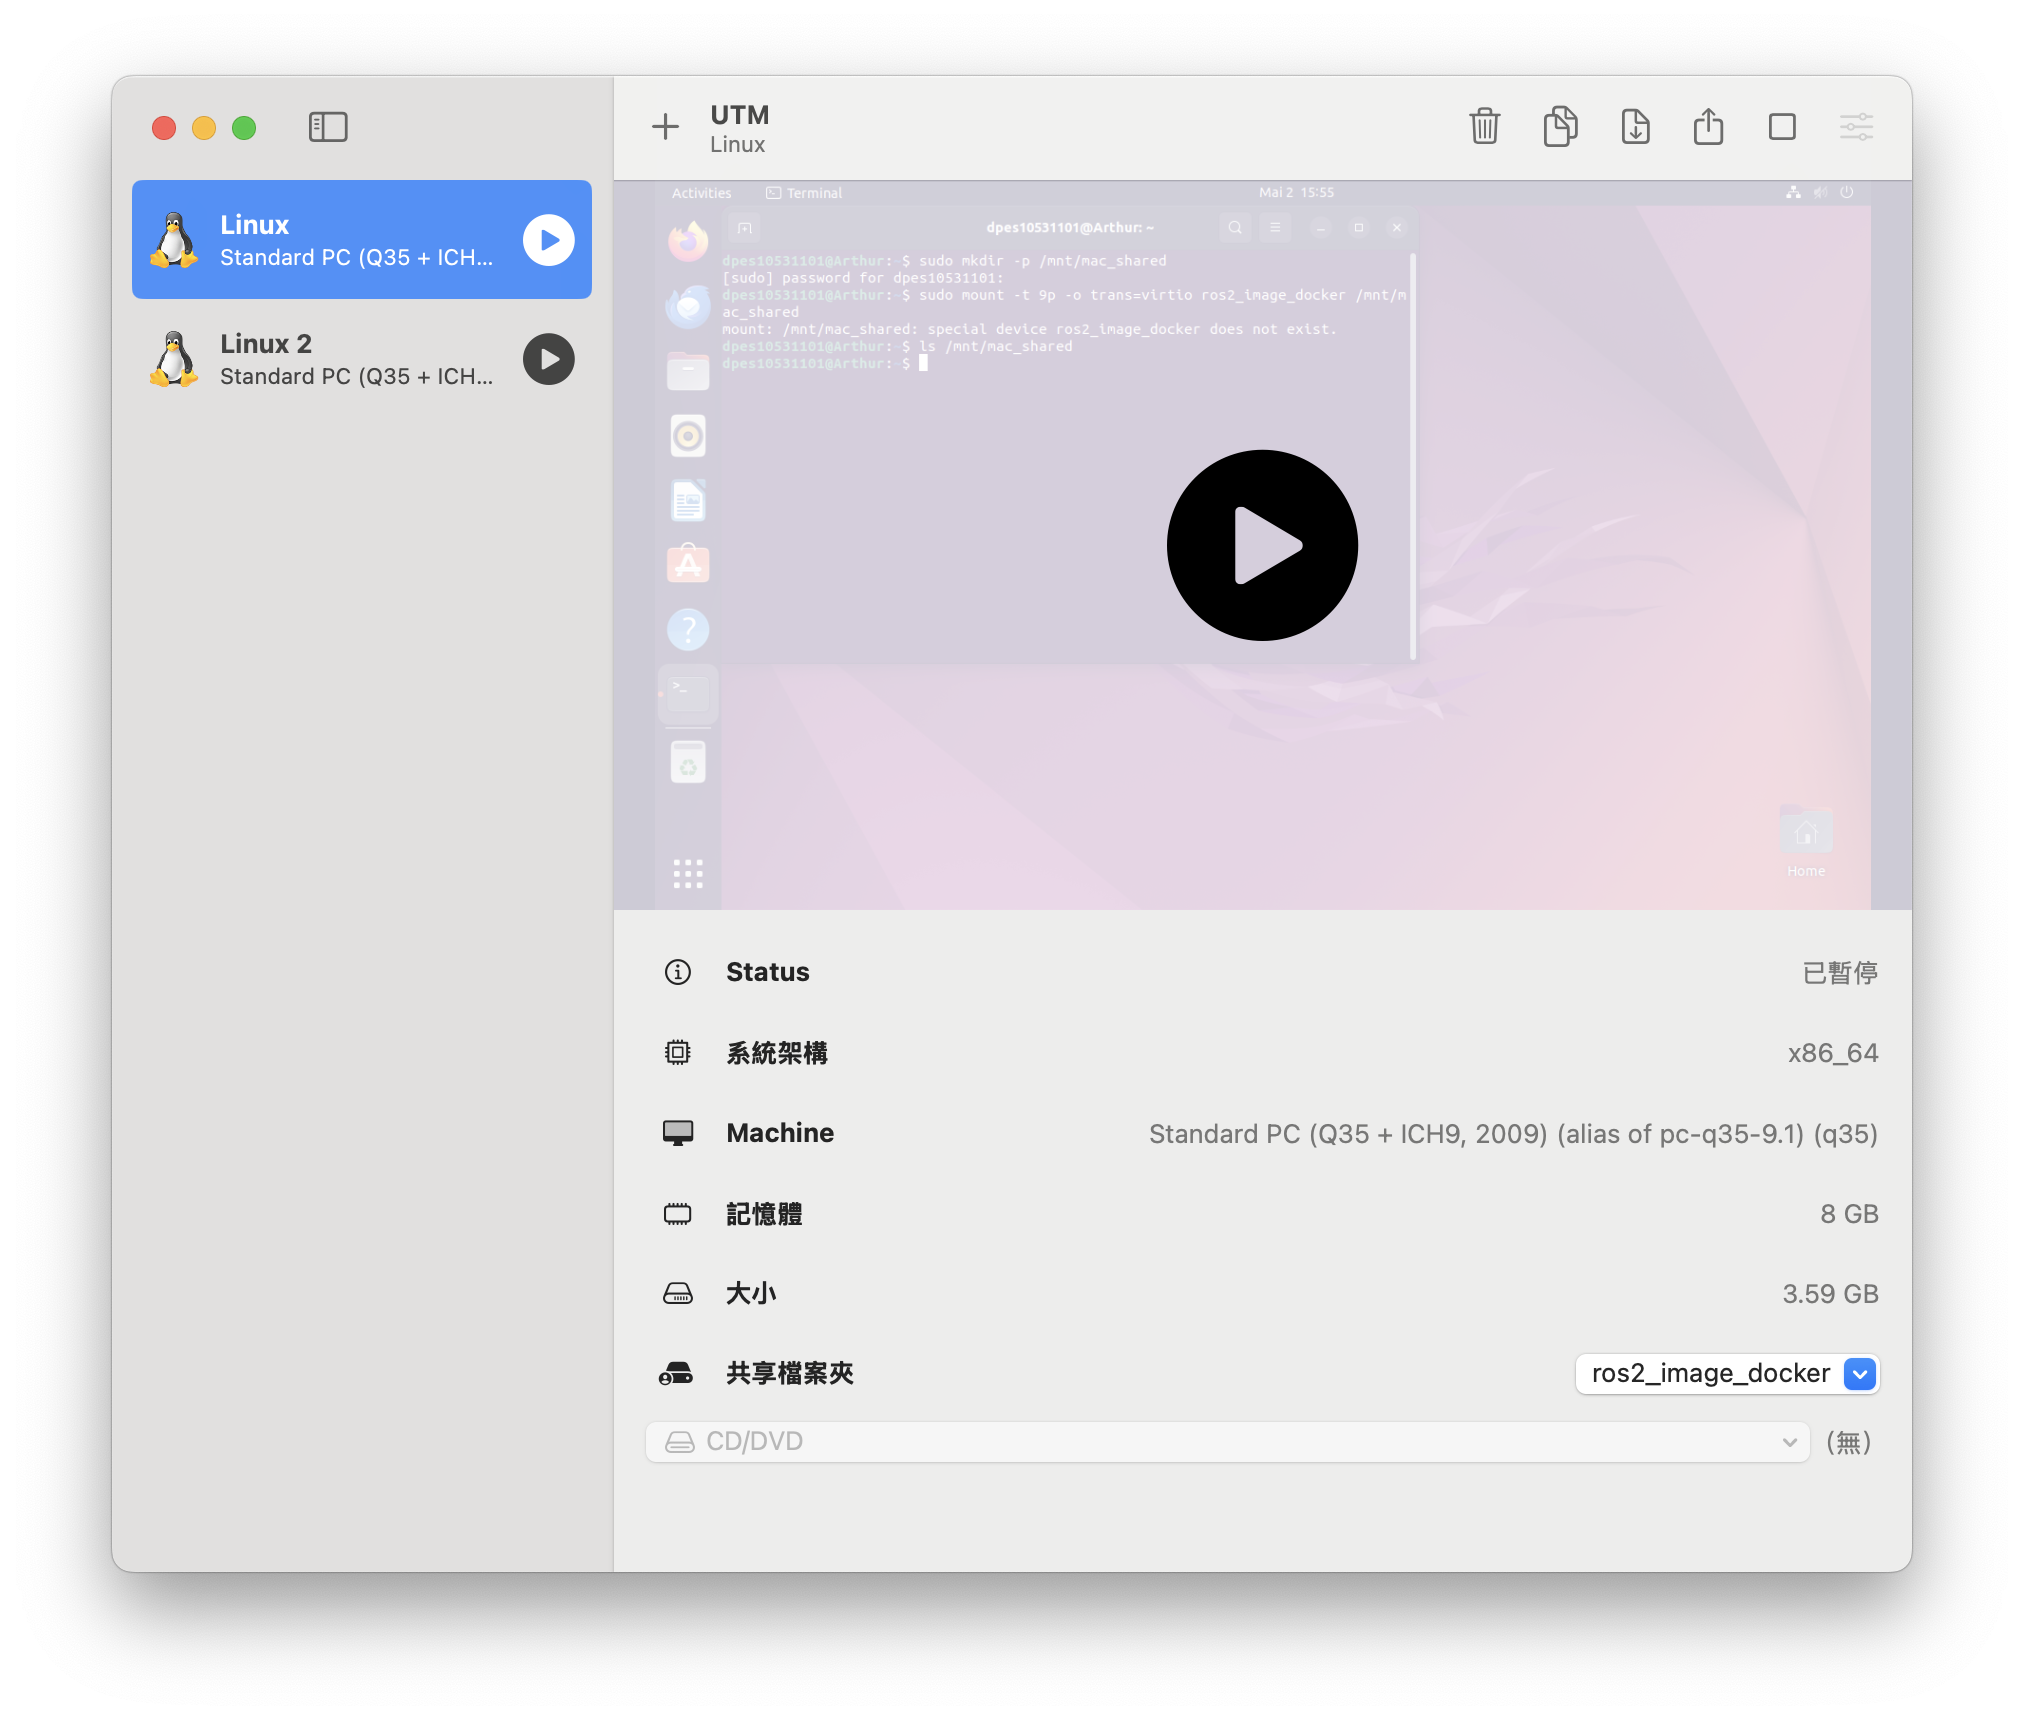 UTM
Linux
Linux
Standard PC (Q35 + ICH...
Linux 2
Standard PC (Q35 + ICH...
Activities
Terminal
Mai 2 15:55
dpes10531101@Arthur: ~
dpes10531101@Arthur:~$ sudo mkdir -p /mnt/mac_shared
[sudo] password for dpes10531101:
dpes10531101@Arthur:~$ sudo mount -t 9p -o trans=virtio ros2_image_docker /mnt/m
ac_shared
mount: /mnt/mac_shared: special device ros2_image_docker does not exist.
dpes10531101@Arthur:~$ ls /mnt/mac_shared
dpes10531101@Arthur:~$
Home
Status
已暫停
系統架構
x86_64
Machine
Standard PC (Q35 + ICH9, 2009) (alias of pc-q35-9.1) (q35)
記憶體
8 GB
大小
3.59 GB
共享檔案夾
ros2_image_docker
CD/DVD
(無)